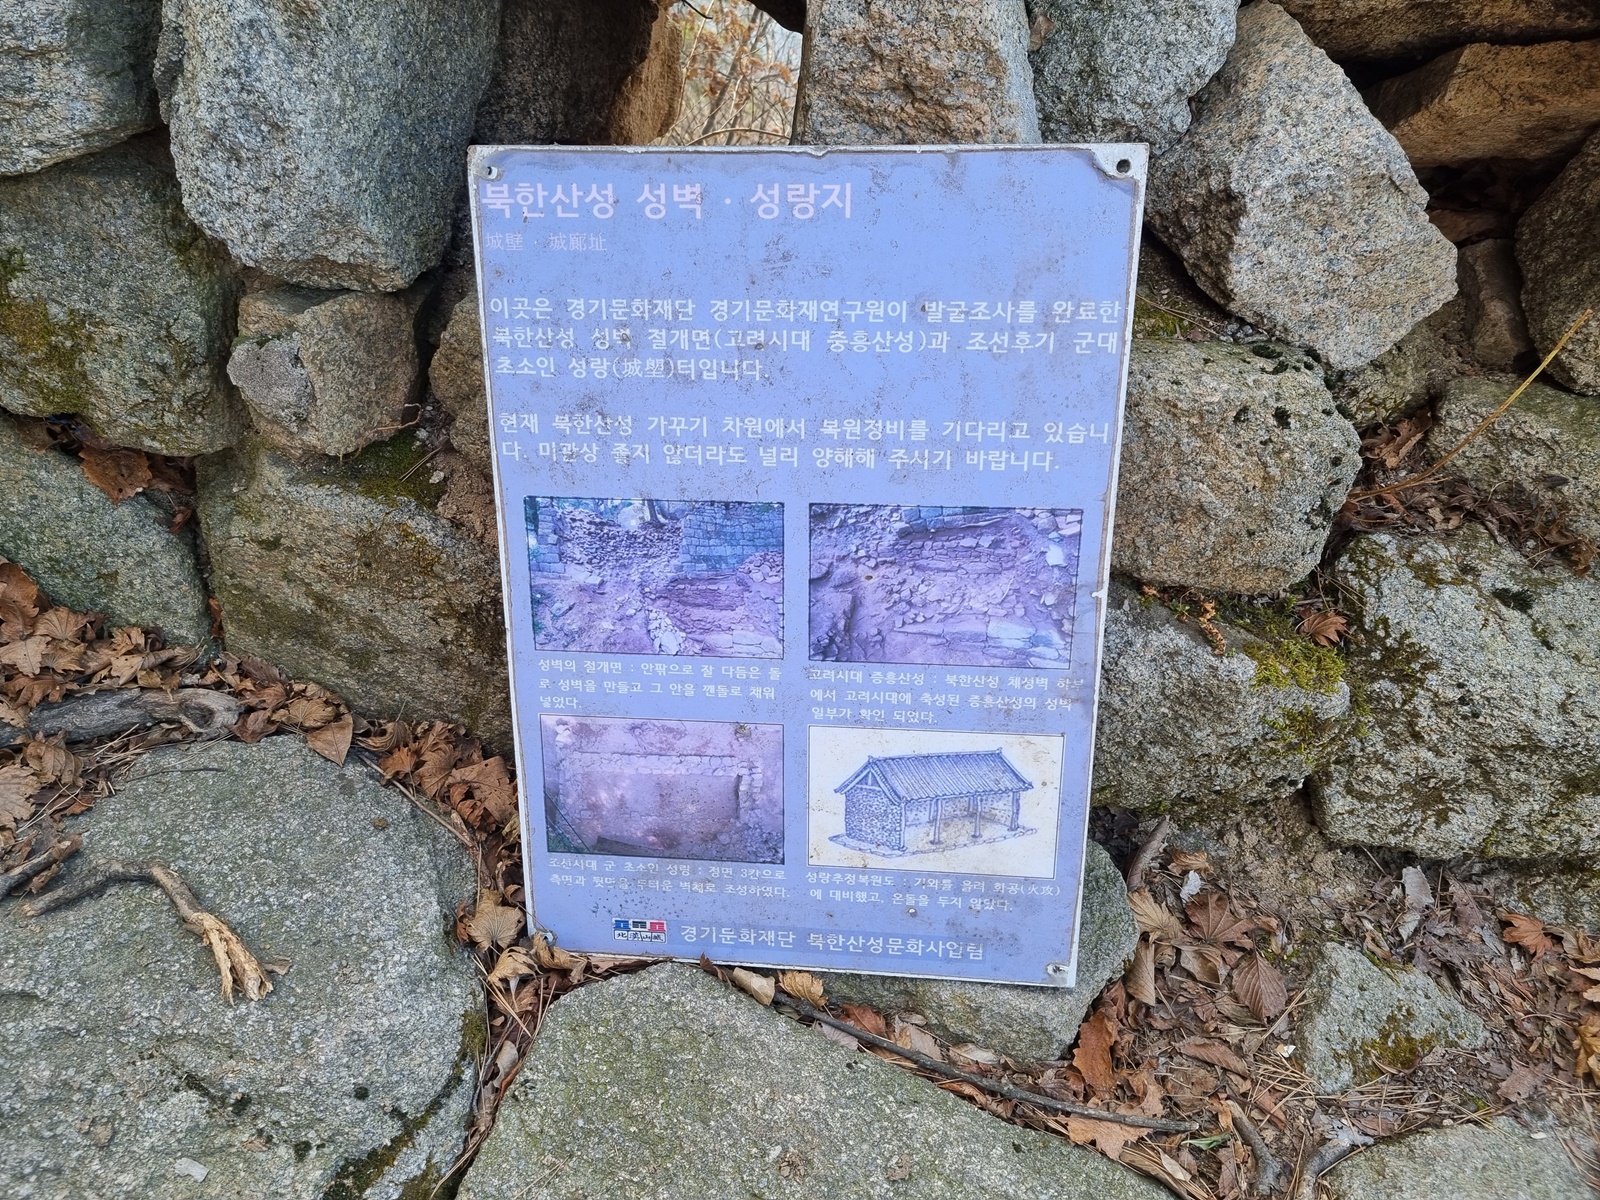 북한산성 성벽 · 성랑지
城壁 · 城廊址
이곳은 경기문화재단 경기문화재연구원이 발굴조사를 완료한
북한산성 성벽 절개면(고려시대 중흥산성)과 조선후기 군대
초소인 성랑(城塱)터입니다.
현재 북한산성 가꾸기 차원에서 복원정비를 기다리고 있습니
다. 미관상 좋지 않더라도 널리 양해해 주시기 바랍니다.
성벽의 절개면 : 안팎으로 잘 다듬은 돌
로 성벽을 만들고 그 안을 깬돌로 채워
넣었다.
고려시대 중흥산성 : 북한산성 체성벽 하부
에서 고려시대에 축성된 중흥산성의 성벽
일부가 확인 되었다.
조선시대 군 초소인 성랑 : 정면 3칸으로
측면과 뒷면을 두터운 벽체로 조성하였다.
성랑추정복원도 : 기와를 올려 화공(火攻)
에 대비했고, 온돌을 두지 않았다.
北漢山城
경기문화재단 북한산성문화사업팀